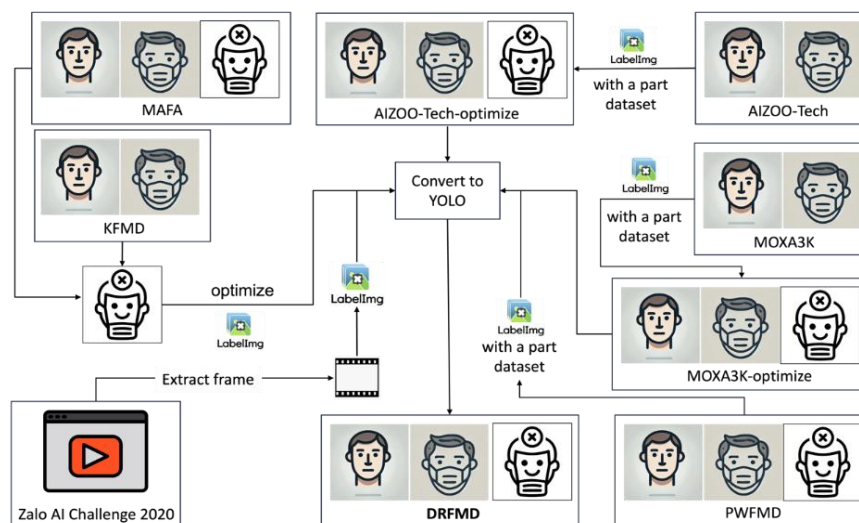 MAFA
AIZOO-Tech-optimize
LabelImg
with a part
dataset
AIZOO-Tech
KFMD
Convert to
YOLO
LabelImg
with a part
dataset
MOXA3K
optimize
LabelImg
LabelImg
LabelImg
with a part
dataset
MOXA3K-optimize
Extract frame
Zalo AI Challenge 2020
DRFMD
PWFMD